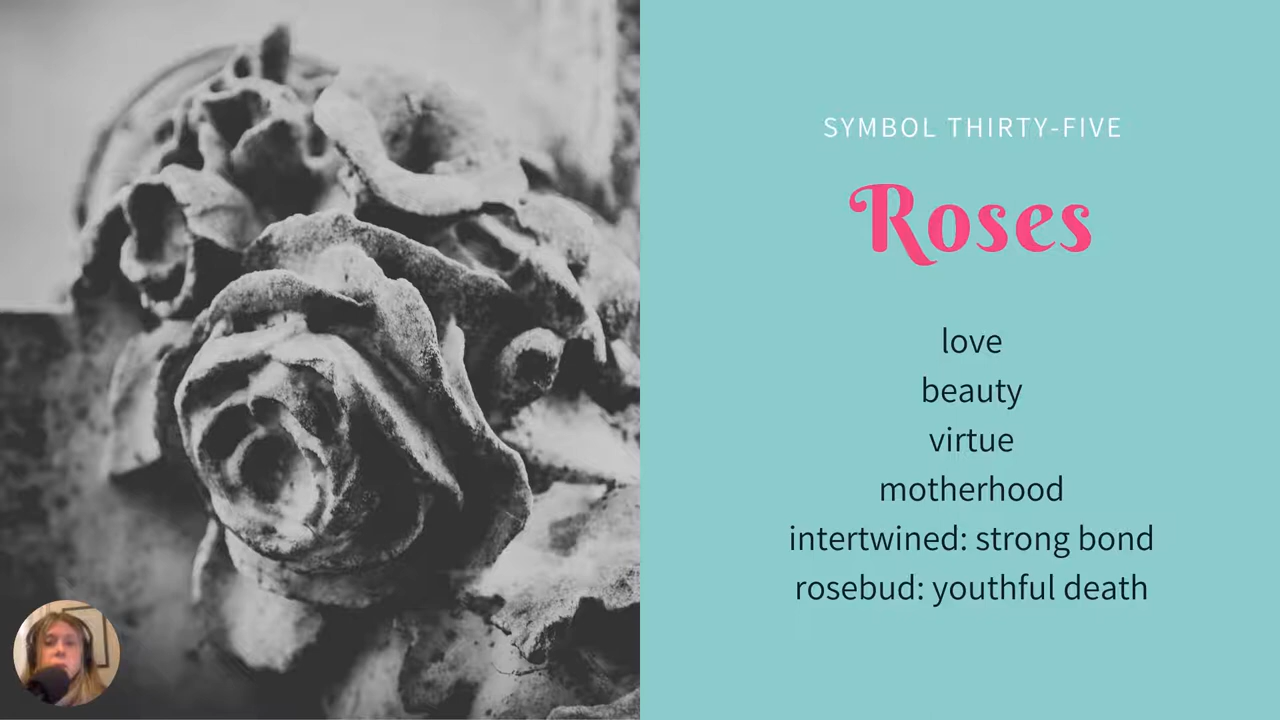 SYMBOL THIRTY-FIVE
Roses
love
beauty
virtue
motherhood
intertwined: strong bond
rosebud: youthful death